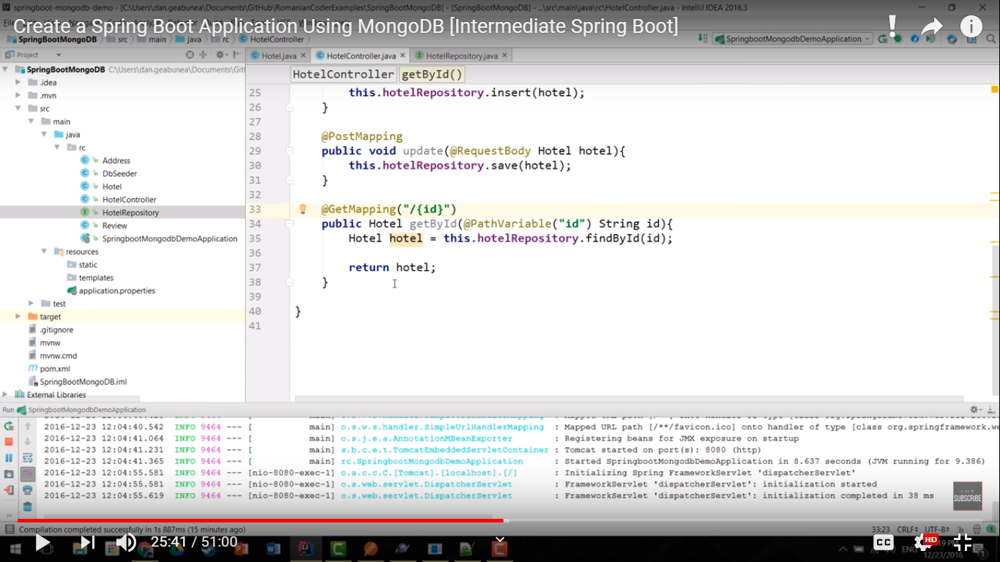 springboot-mongodb-demo - [C:\Users\dan.geabunea\Documents\GitHub\RomanianCoderExamples\SpringBootMongoDB] - [SpringBootMongoDB] - ...\src\main\java\rc\HotelController.java - IntelliJ IDEA 2016.3
Create a Spring Boot Application Using MongoDB [Intermediate Spring Boot]
SpringBootMongoDB src main java rc HotelController SpringbootMongodbDemoApplication
Project Hotel.java HotelController.java HotelRepository.java
SpringBootMongoDB C:\Users\dan.geabunea\Documents\Git
.idea
.mvn
src
main
java
rc
Address
DbSeeder
Hotel
HotelController
HotelRepository
Review
SpringbootMongodbDemoApplication
resources
static
templates
application.properties
test
target
.gitignore
mvnw
mvnw.cmd
pom.xml
SpringBootMongoDB.iml
External Libraries
HotelController getById()
25 this.hotelRepository.insert(hotel);
26 }
27
28 @PostMapping
29 public void update(@RequestBody Hotel hotel){
30 this.hotelRepository.save(hotel);
31 }
32
33 @GetMapping("/{id}")
34 public Hotel getById(@PathVariable("id") String id){
35 Hotel hotel = this.hotelRepository.findById(id);
36
37 return hotel;
38 }
39
40 }
41
Run SpringbootMongodbDemoApplication
2016-12-23 12:04:40.542 INFO 9464 --- [ main] o.s.w.s.handler.SimpleUrlHandlerMapping : Mapped URL path [/**/favicon.ico] onto handler of type [class org.springframework.we
2016-12-23 12:04:41.064 INFO 9464 --- [ main] o.s.j.e.a.AnnotationMBeanExporter : Registering beans for JMX exposure on startup
2016-12-23 12:04:41.231 INFO 9464 --- [ main] s.b.c.e.t.TomcatEmbeddedServletContainer : Tomcat started on port(s): 8080 (http)
2016-12-23 12:04:41.365 INFO 9464 --- [ main] rc.SpringbootMongodbDemoApplication : Started SpringbootMongodbDemoApplication in 8.637 seconds (JVM running for 9.386)
2016-12-23 12:04:55.581 INFO 9464 --- [nio-8080-exec-1] o.a.c.c.C.[Tomcat].[localhost].[/] : Initializing Spring FrameworkServlet 'dispatcherServlet'
2016-12-23 12:04:55.581 INFO 9464 --- [nio-8080-exec-1] o.s.web.servlet.DispatcherServlet : FrameworkServlet 'dispatcherServlet': initialization started
2016-12-23 12:04:55.619 INFO 9464 --- [nio-8080-exec-1] o.s.web.servlet.DispatcherServlet : FrameworkServlet 'dispatcherServlet': initialization completed in 38 ms
SUBSCRIBE
Compilation completed successfully in 1s 887ms (15 minutes ago) 33:23 CRLF UTF-8
25:41 / 51:00 CC HD
ENG
12/23/2016